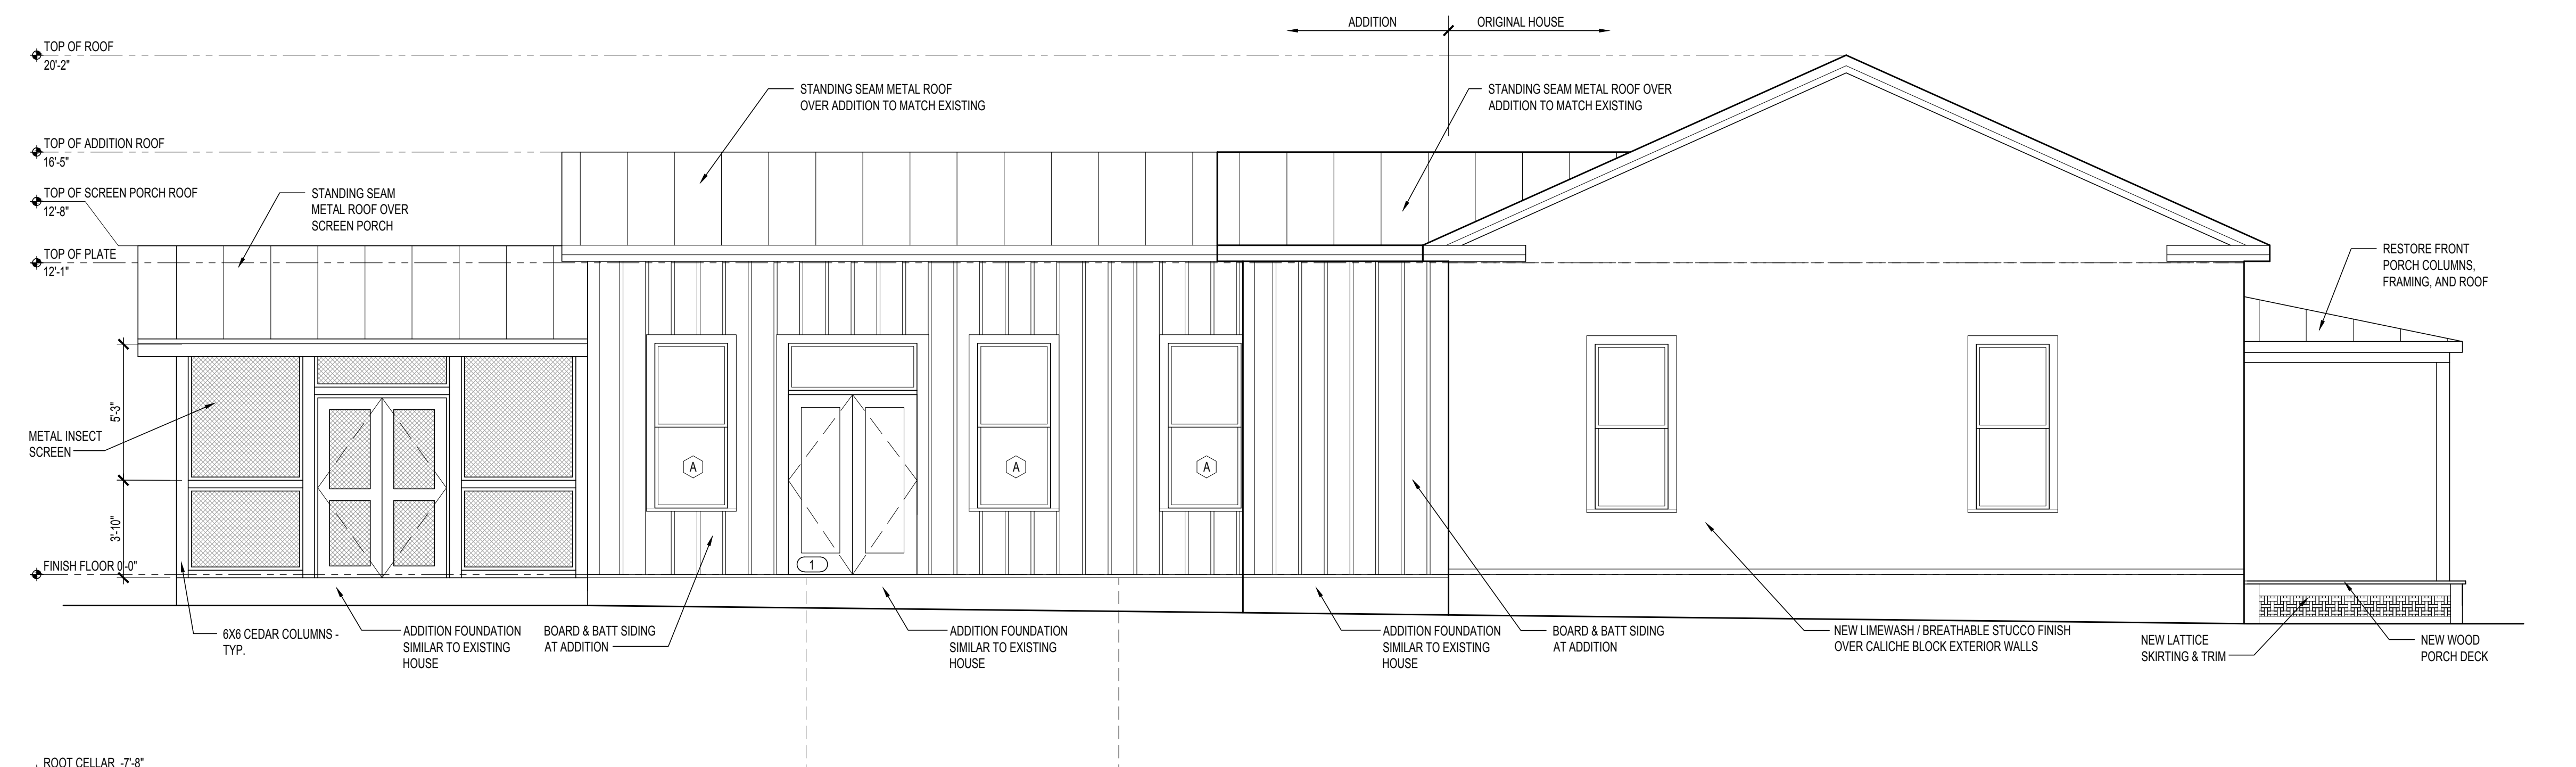 ADDITION
ORIGINAL HOUSE
TOP OF ROOF
20'-2"
STANDING SEAM METAL ROOF
OVER ADDITION TO MATCH EXISTING
STANDING SEAM METAL ROOF OVER
ADDITION TO MATCH EXISTING
TOP OF ADDITION ROOF
16'-5"
TOP OF SCREEN PORCH ROOF
12'-8"
STANDING SEAM
METAL ROOF OVER
SCREEN PORCH
TOP OF PLATE
12'-1"
RESTORE FRONT
PORCH COLUMNS,
FRAMING, AND ROOF
5'-3"
METAL INSECT
SCREEN
A
A
A
3'-10"
FINISH FLOOR 0'-0"
1
6X6 CEDAR COLUMNS -
TYP.
ADDITION FOUNDATION
SIMILAR TO EXISTING
HOUSE
BOARD & BATT SIDING
AT ADDITION
ADDITION FOUNDATION
SIMILAR TO EXISTING
HOUSE
ADDITION FOUNDATION
SIMILAR TO EXISTING
HOUSE
BOARD & BATT SIDING
AT ADDITION
NEW LIMEWASH / BREATHABLE STUCCO FINISH
OVER CALICHE BLOCK EXTERIOR WALLS
NEW LATTICE
SKIRTING & TRIM
NEW WOOD
PORCH DECK
ROOT CELLAR -7'-8"